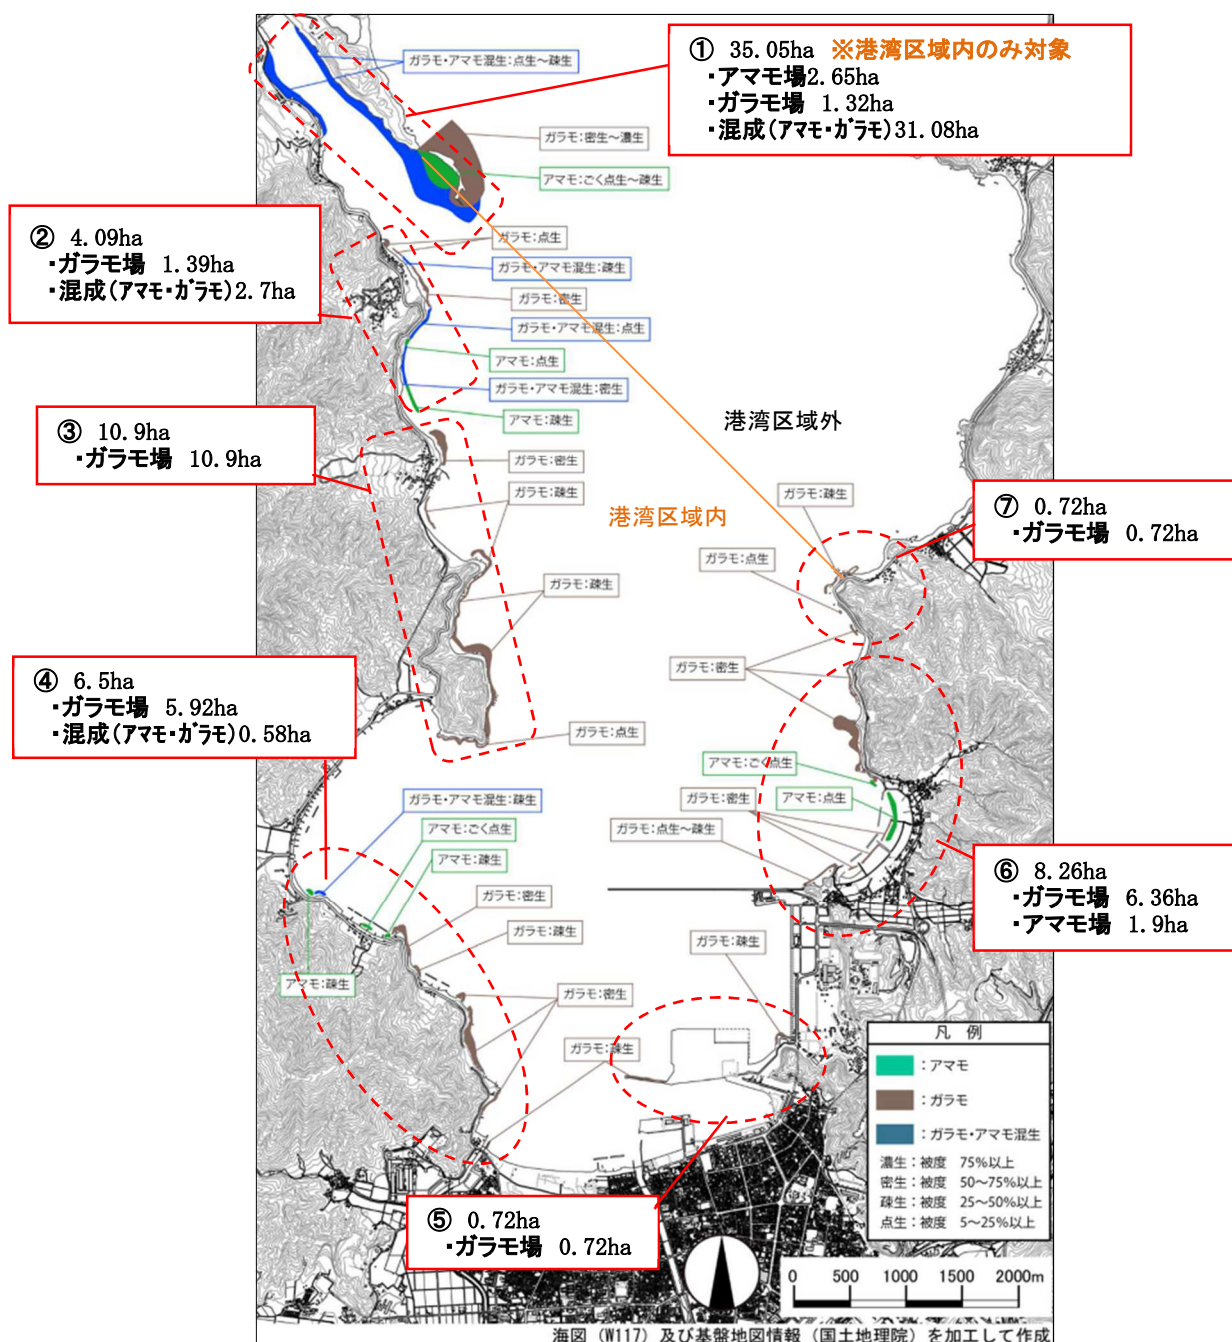 ① 35.05ha ※港湾区域内のみ対象
・アマモ場2.65ha
・ガラモ場 1.32ha
・混成(アマモ・ガラモ)31.08ha
ガラモ・アマモ混生:点生～疎生
ガラモ:密生～濃生
アマモ:ごく点生～疎生
② 4.09ha
・ガラモ場 1.39ha
・混成(アマモ・ガラモ)2.7ha
ガラモ:点生
ガラモ・アマモ混生:疎生
ガラモ:密生
ガラモ・アマモ混生:点生
アマモ:点生
ガラモ・アマモ混生:密生
アマモ:疎生
③ 10.9ha
・ガラモ場 10.9ha
ガラモ:密生
ガラモ:疎生
ガラモ:疎生
ガラモ:点生
港湾区域外
港湾区域内
⑦ 0.72ha
・ガラモ場 0.72ha
ガラモ:疎生
ガラモ:点生
ガラモ:密生
④ 6.5ha
・ガラモ場 5.92ha
・混成(アマモ・ガラモ)0.58ha
アマモ:ごく点生
アマモ:点生
ガラモ:密生
ガラモ:点生～疎生
⑥ 8.26ha
・ガラモ場 6.36ha
・アマモ場 1.9ha
ガラモ・アマモ混生:疎生
アマモ:ごく点生
アマモ:疎生
ガラモ:密生
ガラモ:疎生
アマモ:疎生
ガラモ:密生
ガラモ:疎生
ガラモ:疎生
⑤ 0.72ha
・ガラモ場 0.72ha
凡 例
:アマモ
:ガラモ
:ガラモ・アマモ混生
濃生:被度 75%以上
密生:被度 50～75%以上
疎生:被度 25～50%以上
点生:被度 5～25%以上
0 500 1000 1500 2000m
海図(W117)及び基盤地図情報(国土地理院)を加工して作成